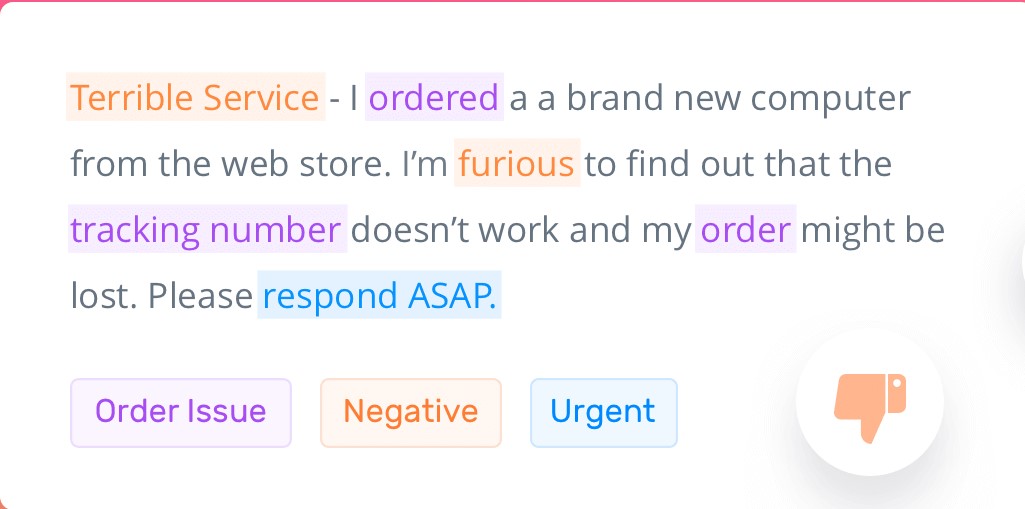 Terrible Service - I ordered a a brand new computer
from the web store. I’m furious to find out that the
tracking number doesn’t work and my order might be
lost. Please respond ASAP.
Order Issue Negative Urgent